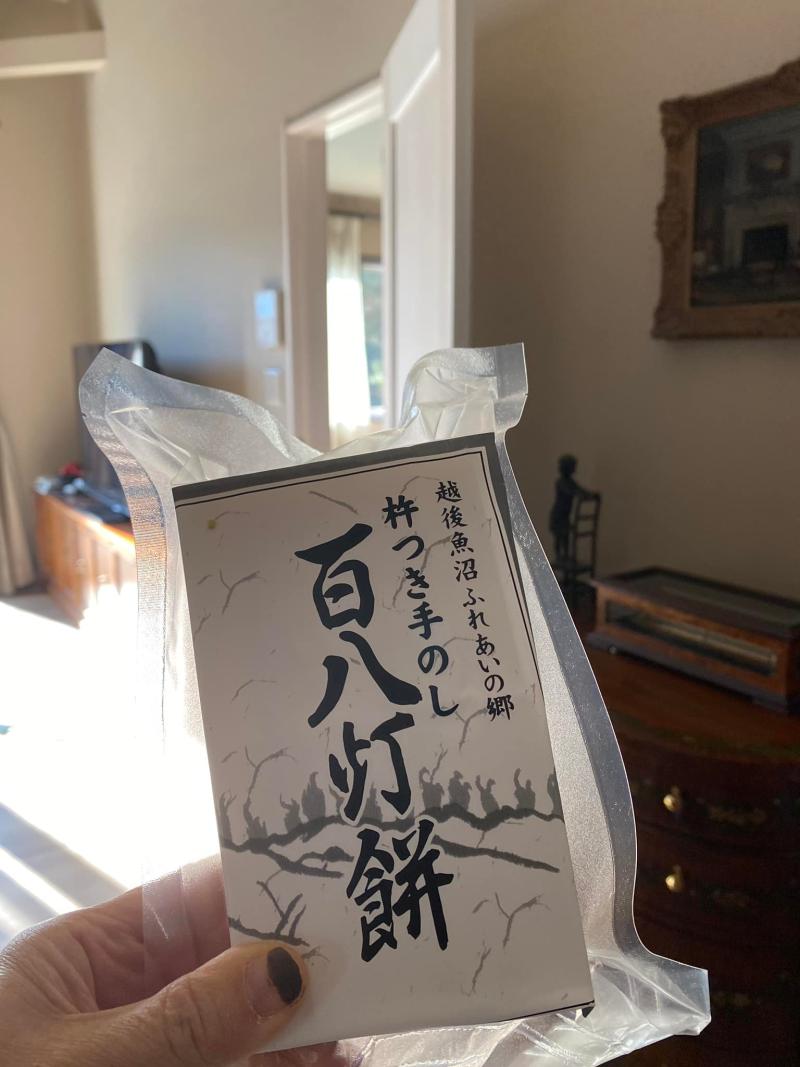 越後魚沼ふれあいの郷
杵つき手のし
百八灯餅